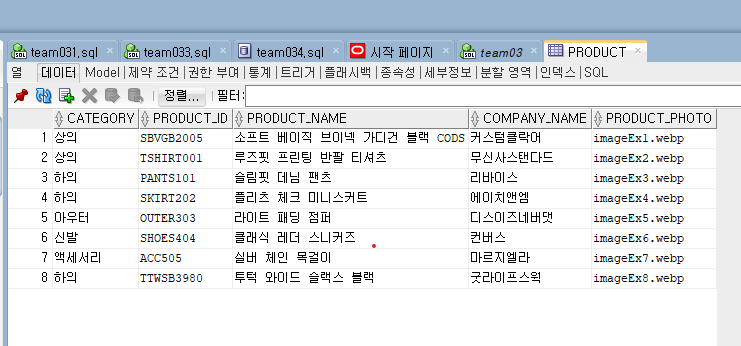 team031.sql team033.sql team034.sql 시작 페이지 team03 PRODUCT
열 데이터 Model 제약 조건 권한 부여 통계 트리거 플래시백 종속성 세부정보 분할 영역 인덱스 SQL
정렬... 필터:
CATEGORY PRODUCT_ID PRODUCT_NAME COMPANY_NAME PRODUCT_PHOTO
1 상의 SBVGB2005 소프트 베이직 브이넥 가디건 블랙 CODS 커스텀클락어 imageEx1.webp
2 상의 TSHIRT001 루즈핏 프린팅 반팔 티셔츠 무신사스탠다드 imageEx2.webp
3 하의 PANTS101 슬림핏 데님 팬츠 리바이스 imageEx3.webp
4 하의 SKIRT202 플리츠 체크 미니스커트 에이치앤엠 imageEx4.webp
5 아우터 OUTER303 라이트 패딩 점퍼 디스이즈네버댓 imageEx5.webp
6 신발 SHOES404 클래식 레더 스니커즈 컨버스 imageEx6.webp
7 액세서리 ACC505 실버 체인 목걸이 마르지엘라 imageEx7.webp
8 하의 TTWSB3980 투턱 와이드 슬랙스 블랙 굿라이프스웍 imageEx8.webp